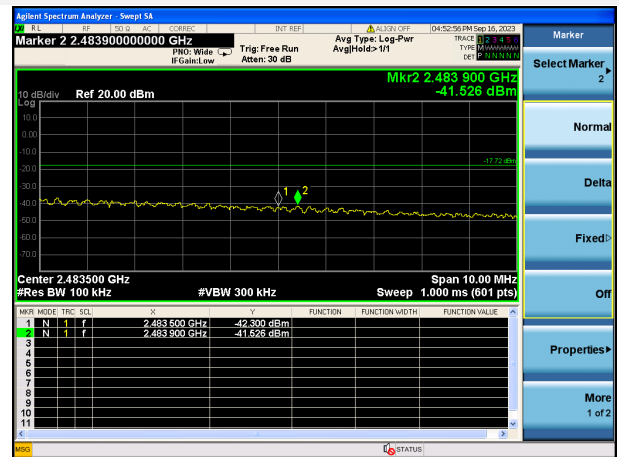 Agilent Spectrum Analyzer - Swept SA
RL RF 50 Ω AC CORREC INT REF ALIGN OFF 04:52:56 PM Sep 16, 2023
Marker 2 2.483900000000 GHz
PNO: Wide
IFGain:Low
Trig: Free Run
Atten: 30 dB
Avg Type: Log-Pwr
Avg|Hold:> 1/1
TRACE 1 2 3 4 5 6
TYPE M
DET P N N N N N
Mkr2 2.483 900 GHz
-41.526 dBm
10 dB/div Ref 20.00 dBm
Log
10.0
0.00
-10.0
-20.0
-30.0
-40.0
-50.0
-60.0
-70.0
-17.72 dBm
1
2
Center 2.483500 GHz Span 10.00 MHz
#Res BW 100 kHz #VBW 300 kHz Sweep 1.000 ms (601 pts)
MKR MODE TRC SCL X Y FUNCTION FUNCTION WIDTH FUNCTION VALUE
1 N 1 f 2.483 500 GHz -42.300 dBm
2 N 1 f 2.483 900 GHz -41.526 dBm
3
4
5
6
7
8
9
10
11
MSG STATUS
Marker
Select Marker
2
Normal
Delta
Fixed
Off
Properties
More
1 of 2